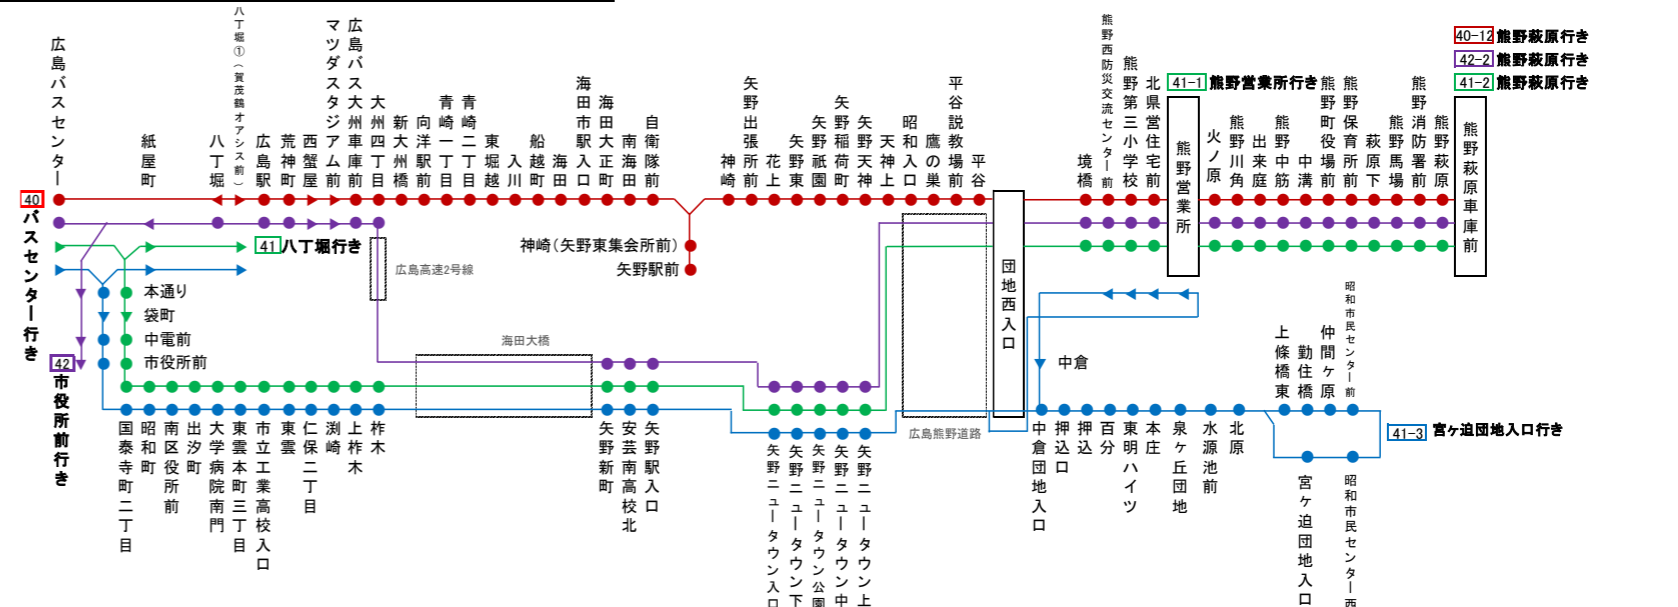 広島バスセンター
紙屋町
八丁堀
八丁堀①(賀茂鶴オアシス前)
広島駅
荒神町
西蟹屋
マツダスタジアム前
広島バス大州車庫前
大州四丁目
新大州橋
向洋駅前
青崎一丁目
青崎二丁目
東堀越
入川
船越町
海田
海田市駅入口
海田大正町
南海田
自衛隊前
神崎
矢野出張所前
花上
矢野東
矢野祇園
矢野稲荷町
矢野天神
天神上
昭和入口
鷹の巣
平谷説教場前
平谷
境橋
熊野西防災交流センター前
熊野第三小学校
北県営住宅前
41-1 熊野営業所行き
熊野営業所
火ノ原
熊野川角
出来庭
熊野中筋
中溝
熊野町役場前
熊野保育所前
萩原下
熊野馬場
熊野消防署前
熊野萩原
40-12 熊野萩原行き
42-2 熊野萩原行き
41-2 熊野萩原行き
熊野萩原車庫前
40
バスセンター行き
41 八丁堀行き
神崎(矢野東集会所前)
矢野駅前
広島高速2号線
団地西入口
本通り
袋町
中電前
市役所前
42
市役所前行き
海田大橋
広島熊野道路
中倉
上條橋東
勤住橋
仲間ヶ原
昭和市民センター前
国泰寺町二丁目
昭和町
南区役所前
出汐町
大学病院南門
東雲本町三丁目
市立工業高校入口
東雲
仁保二丁目
渕崎
上柞木
柞木
矢野新町
安芸南高校北
矢野駅入口
矢野ニュータウン入口
矢野ニュータウン下
矢野ニュータウン公園
矢野ニュータウン中
矢野ニュータウン上
中倉団地入口
押込口
押込
百分
東明ハイツ
本庄
泉ヶ丘団地
水源池前
北原
41-3 宮ヶ迫団地入口行き
宮ヶ迫団地入口
昭和市民センター西